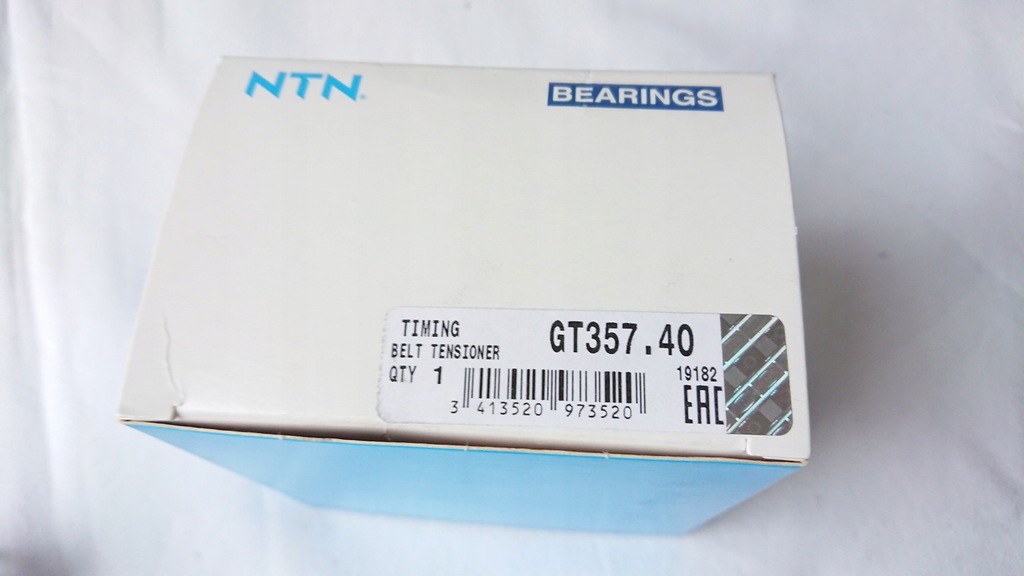 NTN.
BEARINGS
TIMING
BELT TENSIONER
GT357.40
QTY 1
19182
3 413520 973520
EAC